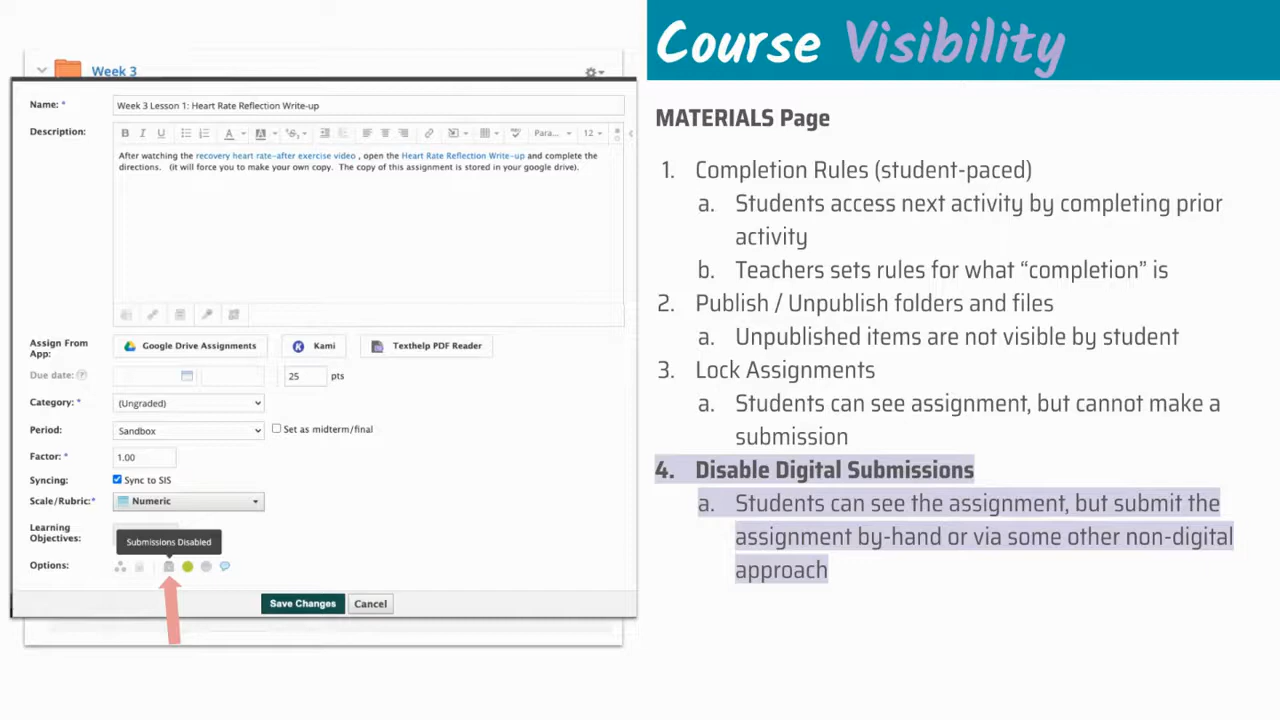 Course Visibility
Week 3
Name: *
Week 3 Lesson 1: Heart Rate Reflection Write-up
Description:
B I U A A Para... 12
After watching the recovery heart rate-after exercise video , open the Heart Rate Reflection Write-up and complete the
directions. (it will force you to make your own copy. The copy of this assignment is stored in your google drive).
Assign From
App:
Google Drive Assignments
Kami
Texthelp PDF Reader
Due date: ?
25 pts
Category: *
(Ungraded)
Period:
Sandbox
Set as midterm/final
Factor: *
1.00
Syncing:
Sync to SIS
Scale/Rubric:*
Numeric
Learning
Objectives:
Submissions Disabled
Options:
Save Changes
Cancel
MATERIALS Page
1. Completion Rules (student-paced)
a. Students access next activity by completing prior
activity
b. Teachers sets rules for what “completion” is
2. Publish / Unpublish folders and files
a. Unpublished items are not visible by student
3. Lock Assignments
a. Students can see assignment, but cannot make a
submission
4. Disable Digital Submissions
a. Students can see the assignment, but submit the
assignment by-hand or via some other non-digital
approach